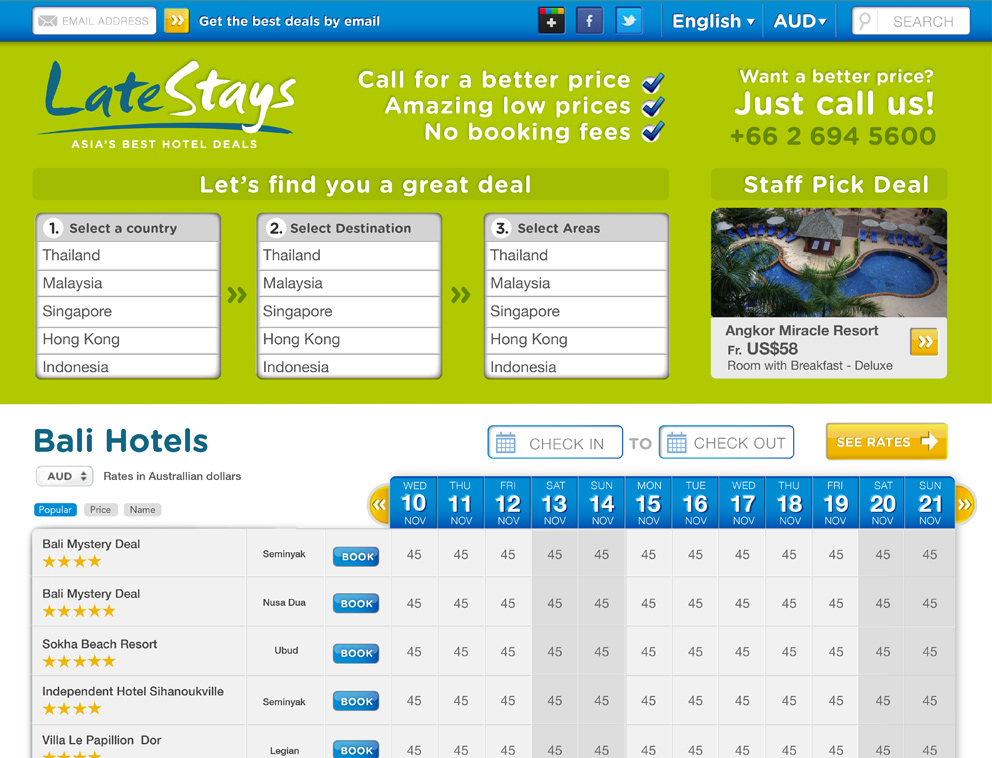 EMAIL ADDRESS
Get the best deals by email
English
AUD
SEARCH
LateStays
ASIA'S BEST HOTEL DEALS
Call for a better price
Amazing low prices
No booking fees
Want a better price?
Just call us!
+66 2 694 5600
Let's find you a great deal
1. Select a country
Thailand
Malaysia
Singapore
Hong Kong
Indonesia
2. Select Destination
Thailand
Malaysia
Singapore
Hong Kong
Indonesia
3. Select Areas
Thailand
Malaysia
Singapore
Hong Kong
Indonesia
Staff Pick Deal
Angkor Miracle Resort
Fr. US$58
Room with Breakfast - Deluxe
Bali Hotels
CHECK IN TO CHECK OUT
SEE RATES
AUD Rates in Australlian dollars
Popular Price Name
WED THU FRI SAT SUN MON TUE WED THU FRI SAT SUN
10 11 12 13 14 15 16 17 18 19 20 21
NOV NOV NOV NOV NOV NOV NOV NOV NOV NOV NOV NOV
Bali Mystery Deal Seminyak BOOK 45 45 45 45 45 45 45 45 45 45 45 45
Bali Mystery Deal Nusa Dua BOOK 45 45 45 45 45 45 45 45 45 45 45 45
Sokha Beach Resort Ubud BOOK 45 45 45 45 45 45 45 45 45 45 45 45
Independent Hotel Sihanoukville Seminyak BOOK 45 45 45 45 45 45 45 45 45 45 45 45
Villa Le Papillion Dor Legian BOOK 45 45 45 45 45 45 45 45 45 45 45 45